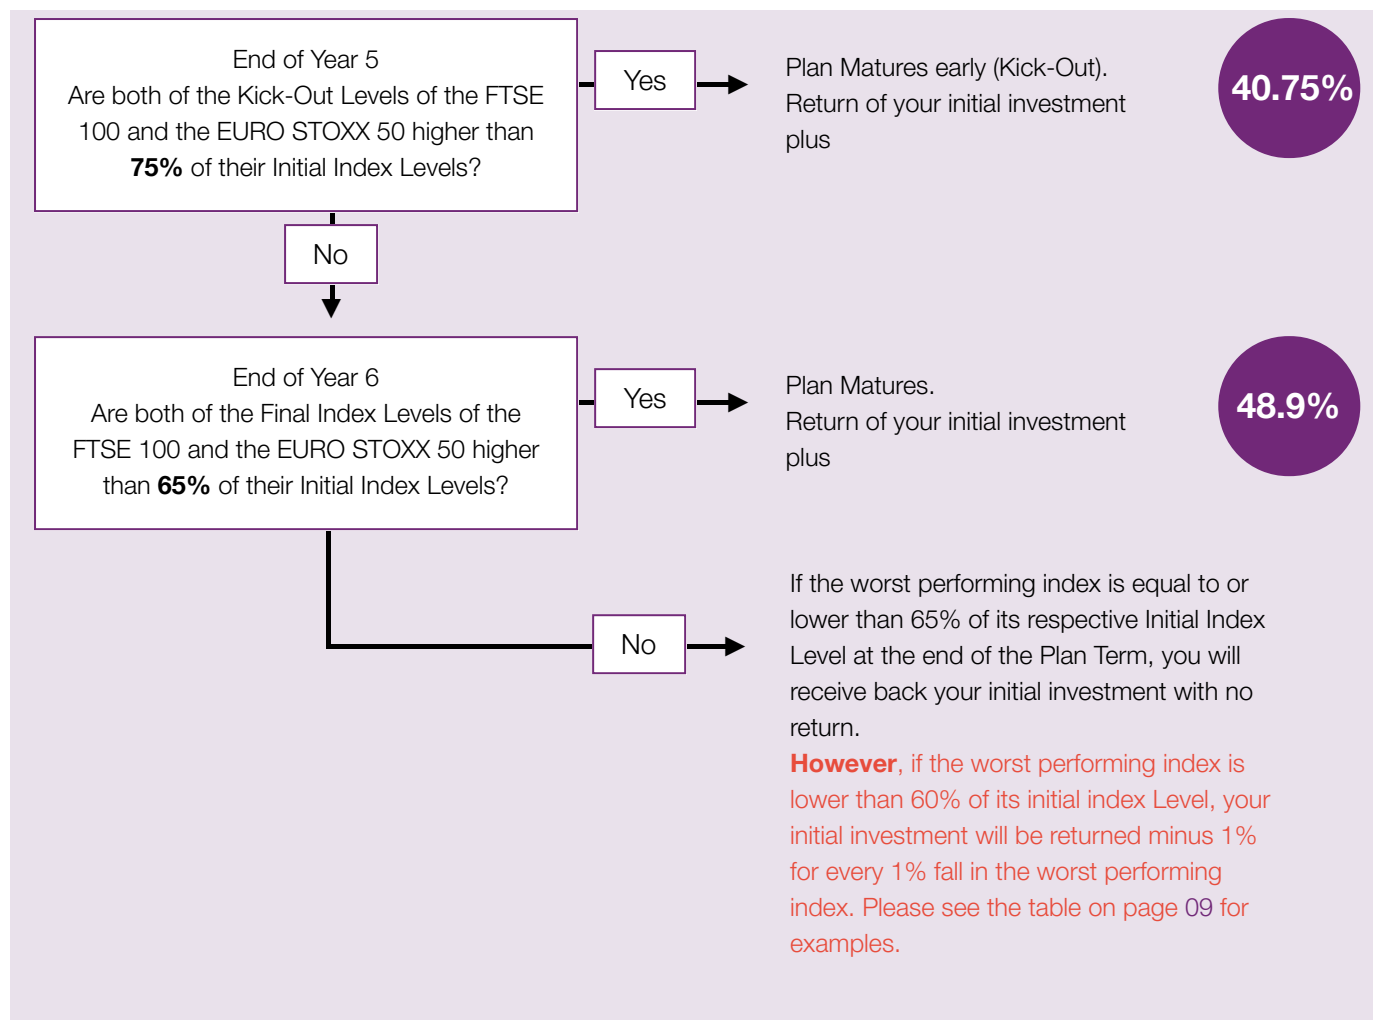 End of Year 5
Are both of the Kick-Out Levels of the FTSE
100 and the EURO STOXX 50 higher than
75% of their Initial Index Levels?
Yes
Plan Matures early (Kick-Out).
Return of your initial investment
plus
40.75%
No
End of Year 6
Are both of the Final Index Levels of the
FTSE 100 and the EURO STOXX 50 higher
than 65% of their Initial Index Levels?
Yes
Plan Matures.
Return of your initial investment
plus
48.9%
No
If the worst performing index is equal to or
lower than 65% of its respective Initial Index
Level at the end of the Plan Term, you will
receive back your initial investment with no
return.
However, if the worst performing index is
lower than 60% of its initial index Level, your
initial investment will be returned minus 1%
for every 1% fall in the worst performing
index. Please see the table on page 09 for
examples.